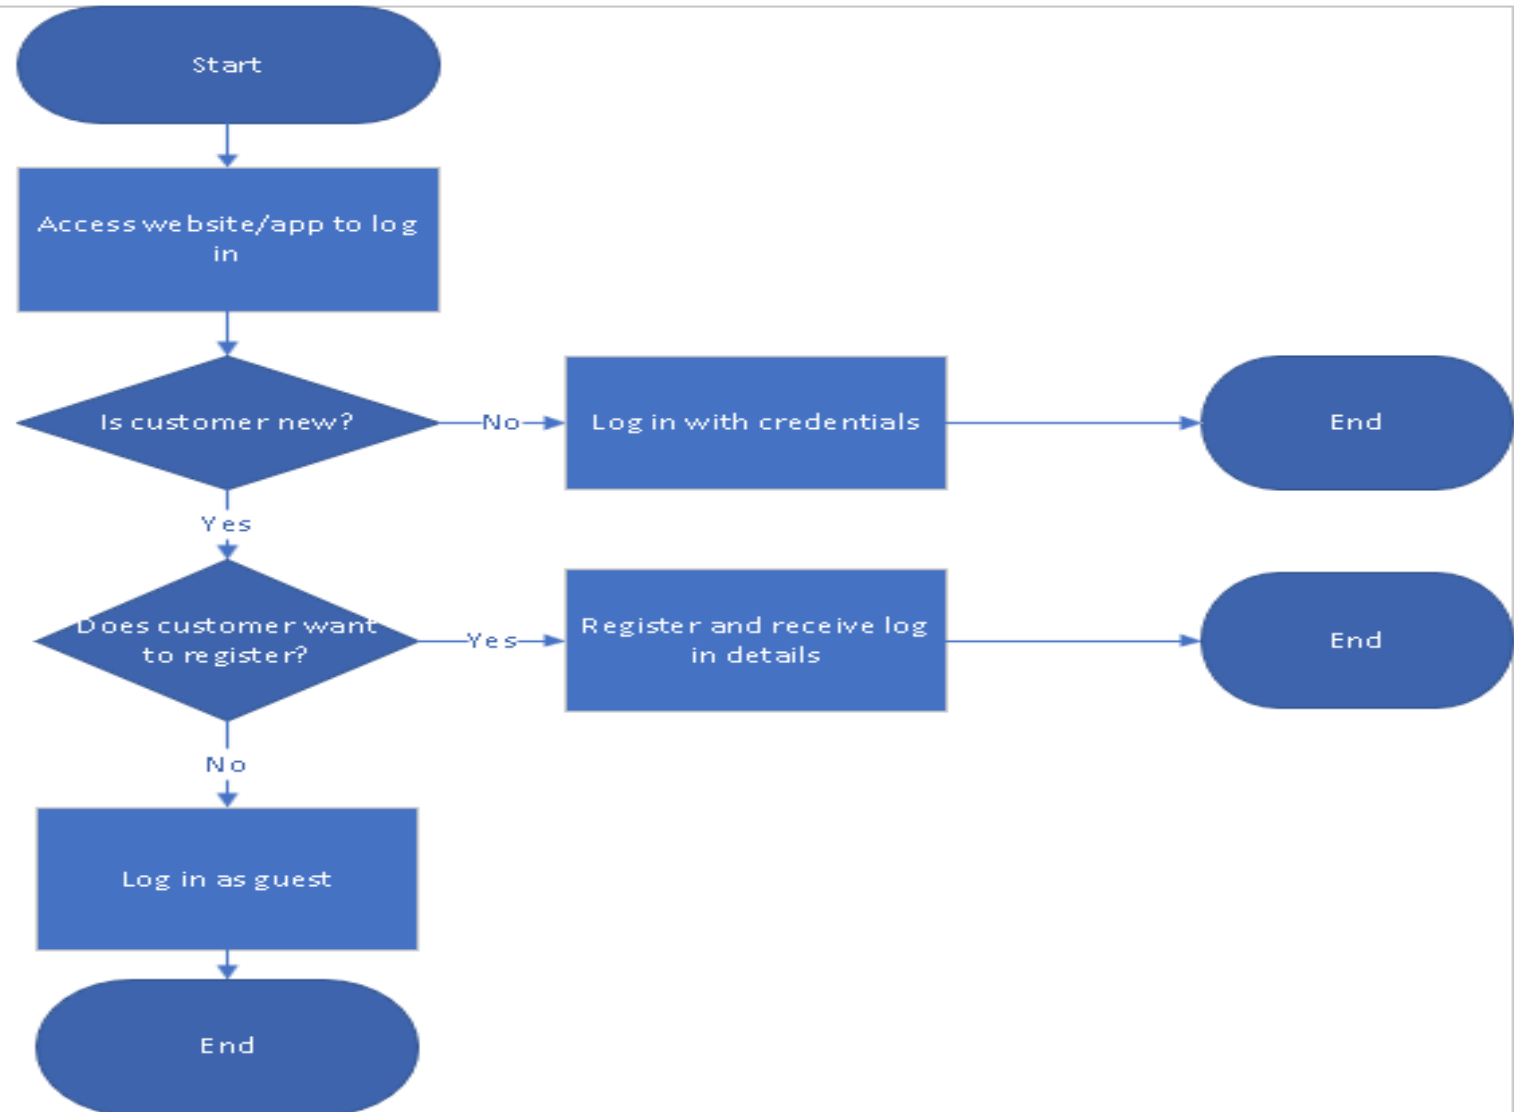 Start
Access website/app to log
in
Is customer new?
No
Log in with credentials
End
Yes
Does customer want
to register?
Yes
Register and receive log
in details
End
No
Log in as guest
End